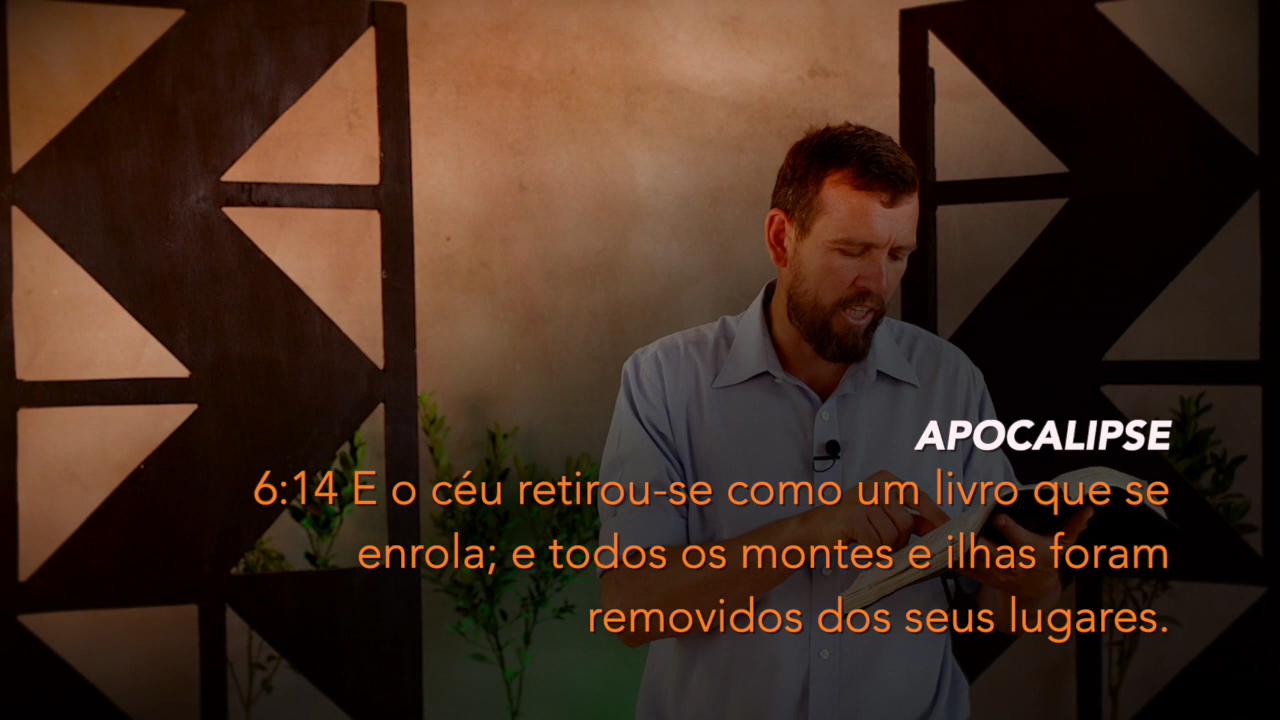 APOCALIPSE
6:14 E o céu retirou-se como um livro que se
enrola; e todos os montes e ilhas foram
removidos dos seus lugares.